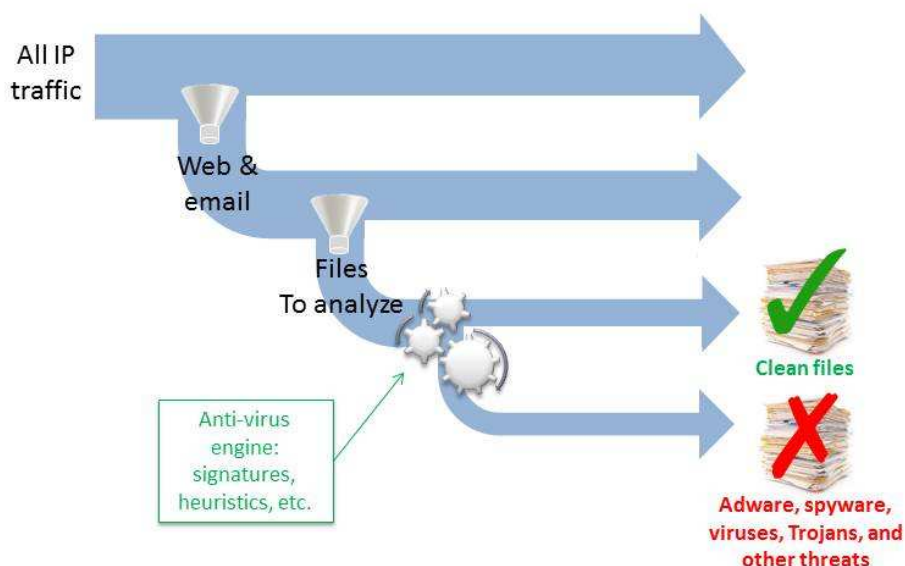 All IP
traffic
Web &
email
Files
To analyze
Clean files
Anti-virus
engine:
signatures,
heuristics, etc.
Adware, spyware,
viruses, Trojans, and
other threats